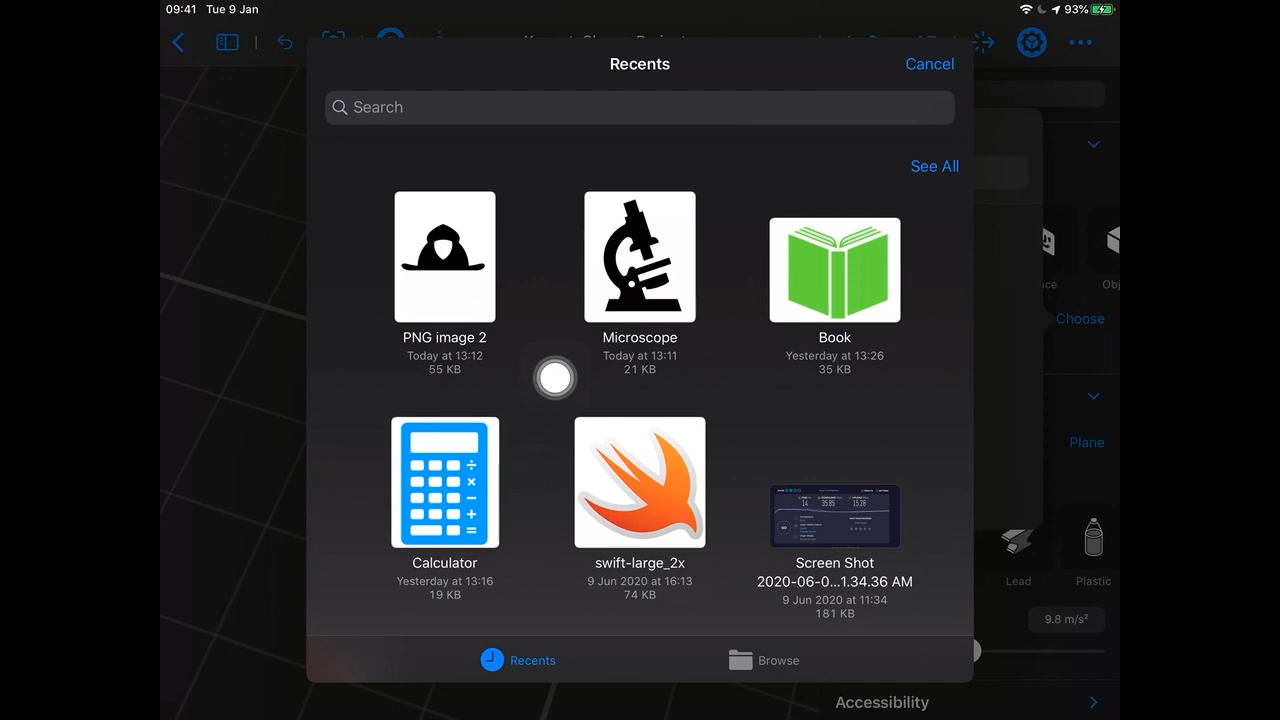 09:41 Tue 9 Jan
93%
Recents
Cancel
Search
See All
PNG image 2
Today at 13:12
55 KB
Microscope
Today at 13:11
21 KB
Book
Yesterday at 13:26
35 KB
Choose
Plane
Calculator
Yesterday at 13:16
19 KB
swift-large_2x
9 Jun 2020 at 16:13
74 KB
Screen Shot
2020-06-0...1.34.36 AM
9 Jun 2020 at 11:34
181 KB
Lead
Plastic
9.8 m/s²
Recents
Browse
Accessibility